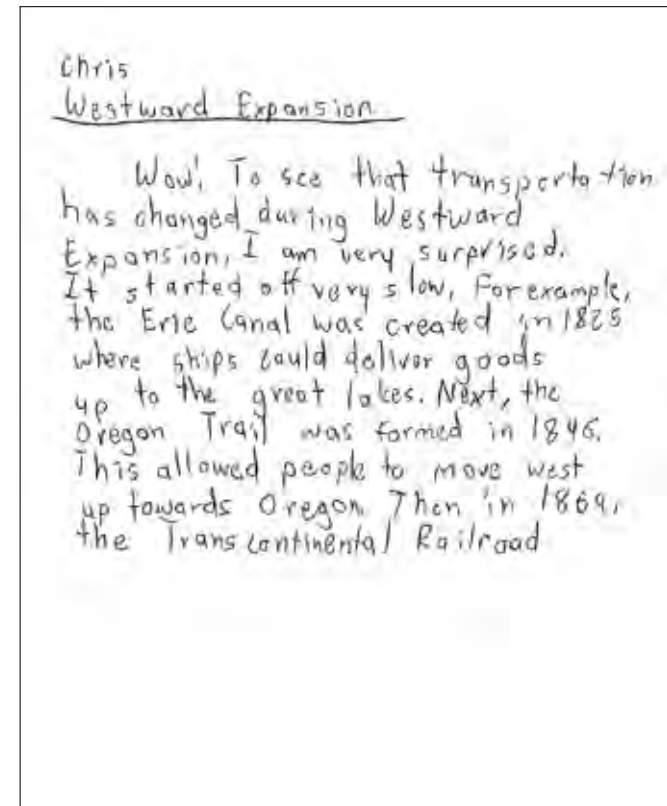 Chris
Westward Expansion
Wow! To see that transportation
has changed during Westward
Expansion, I am very surprised.
It started off very slow. For example,
the Erie Canal was created in 1825
where ships could deliver goods
up to the great lakes. Next, the
Oregon Trail was formed in 1846.
This allowed people to move west
up towards Oregon. Then in 1869,
the Transcontinental Railroad